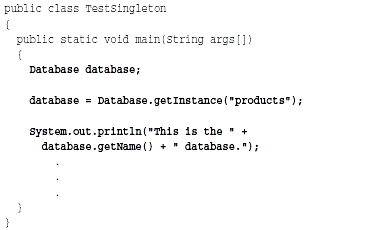 public class TestSingleton
{
  public static void main(String args[])
  {
    Database database;

    database = Database.getInstance("products");

    System.out.println("This is the " +
      database.getName() + " database.");
        .
        .
        .
  }
}